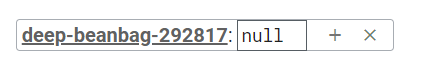 deep-beanbag-292817: null + ×